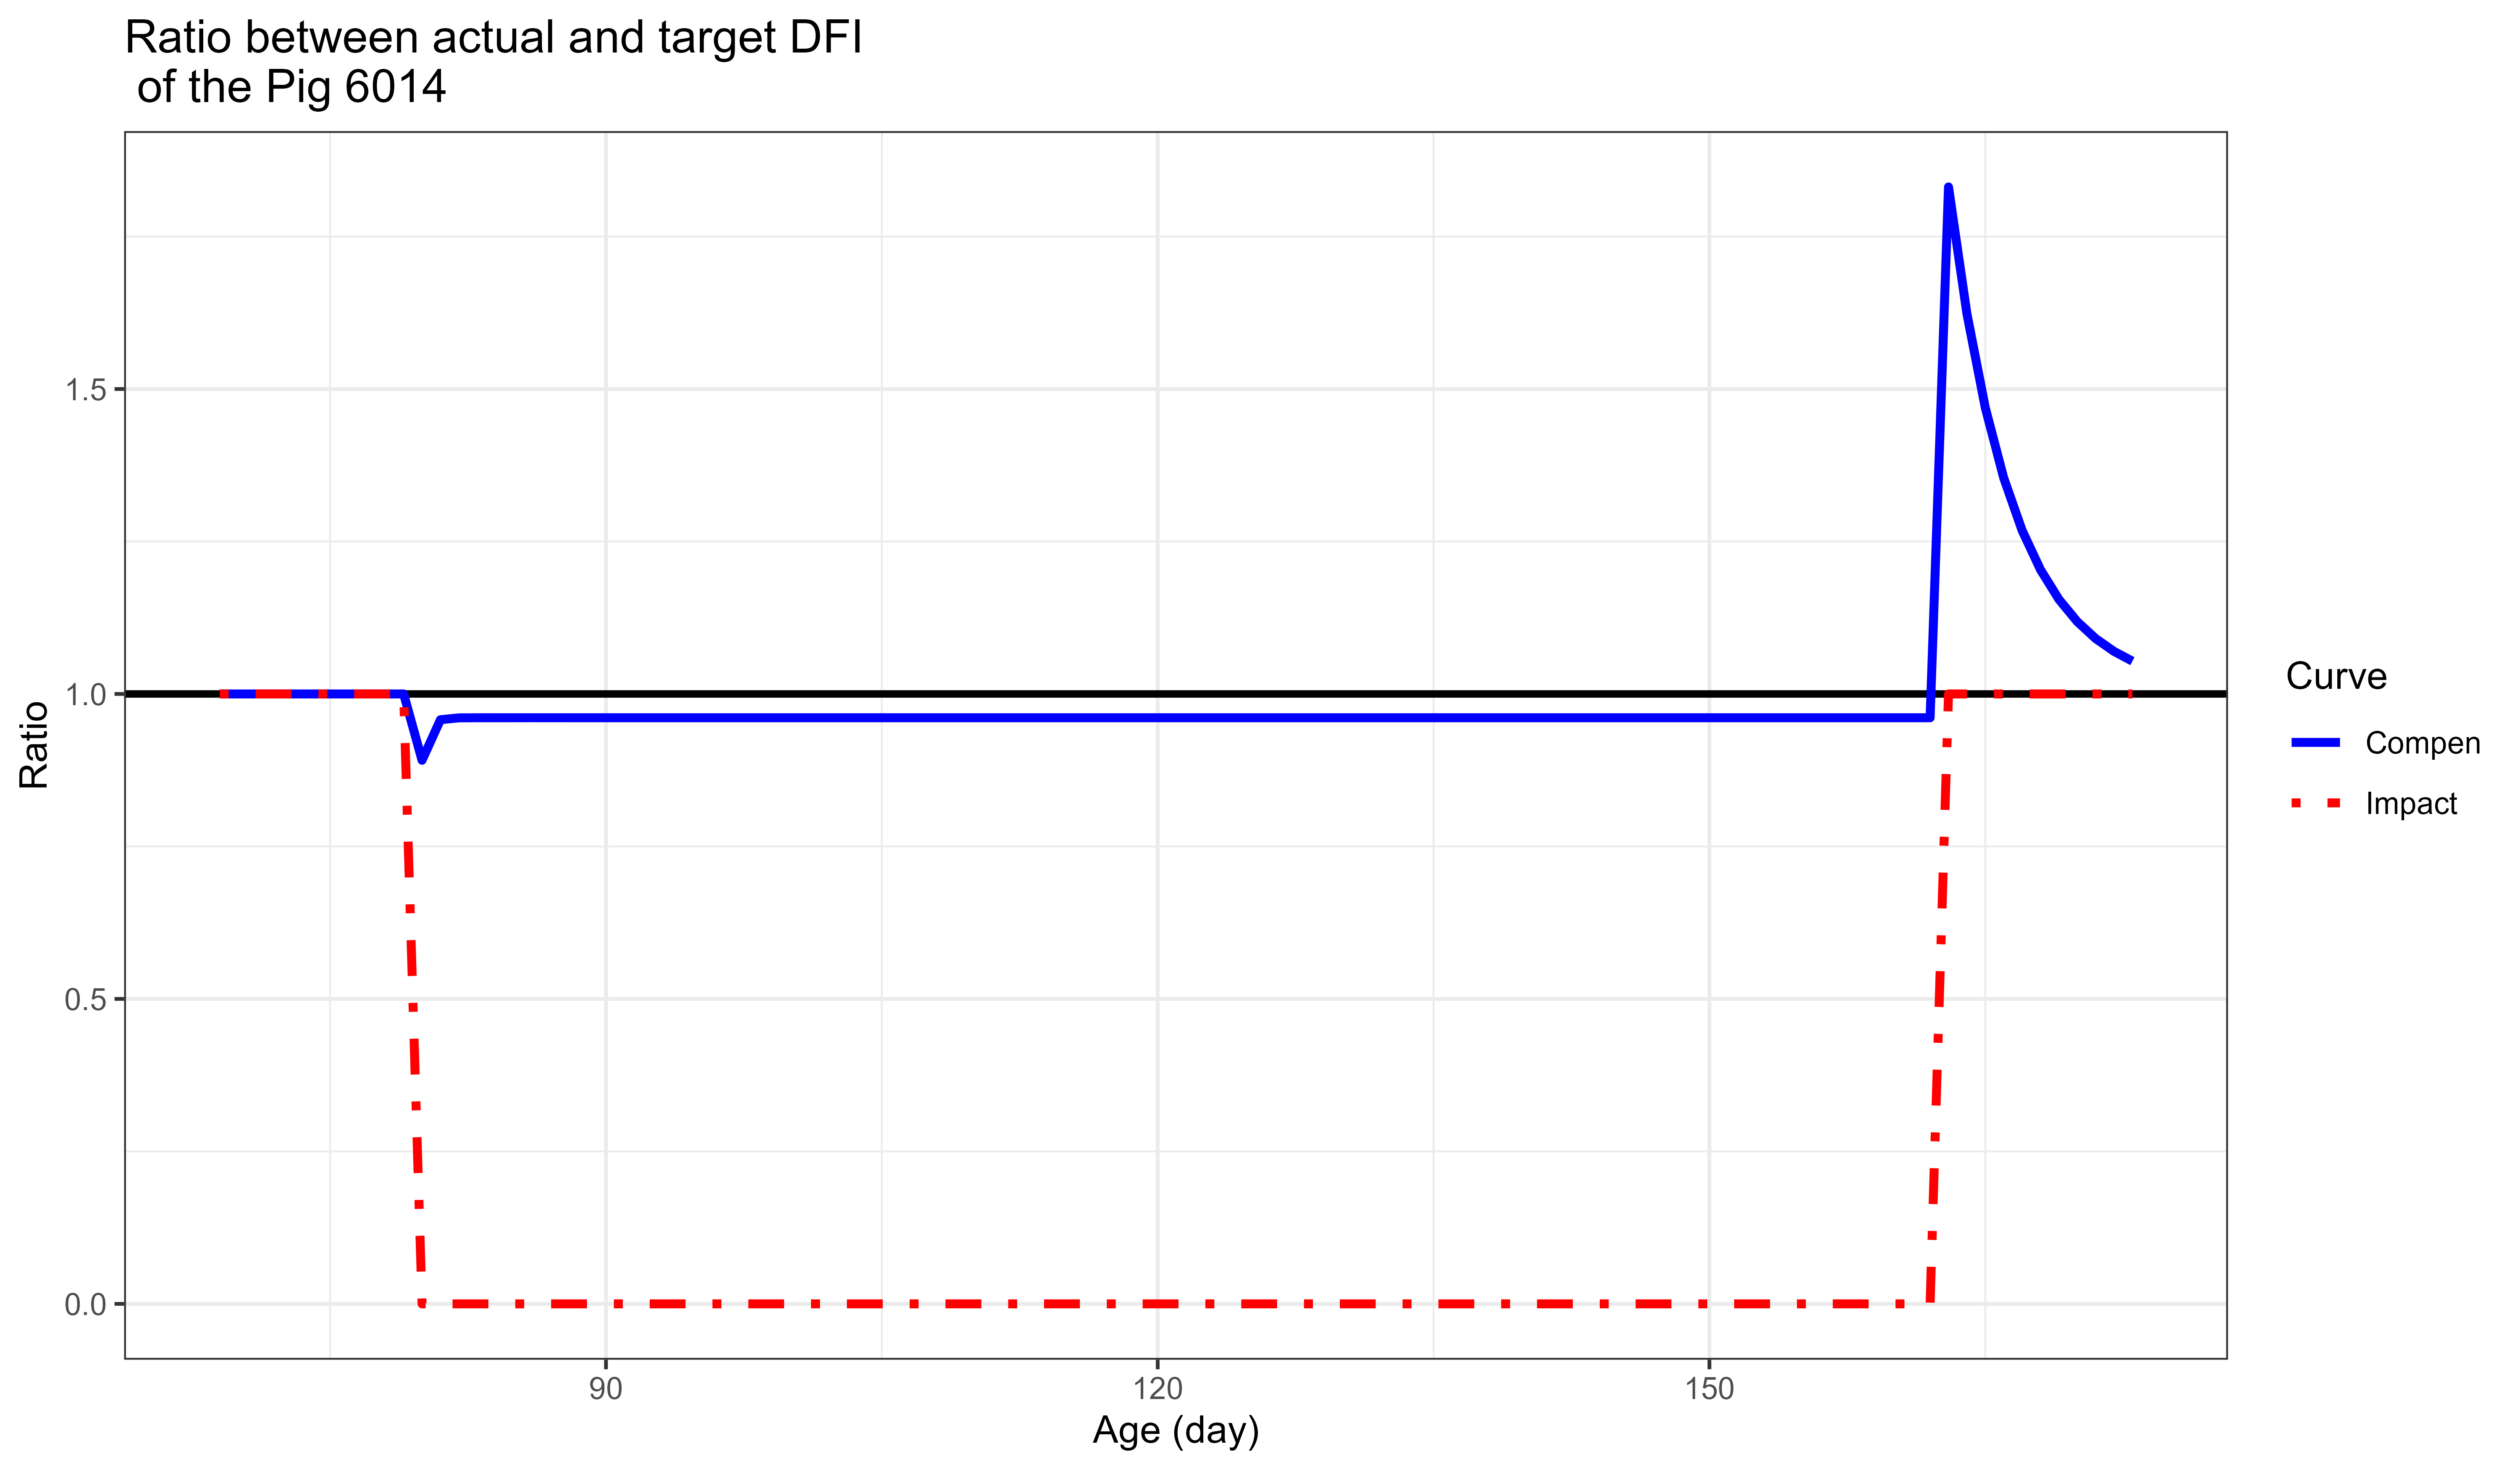 Ratio between actual and target DFI
of the Pig 6014
1.5
1.0
0.5
0.0
Ratio
90
120
150
Age (day)
Curve
Compen
Impact